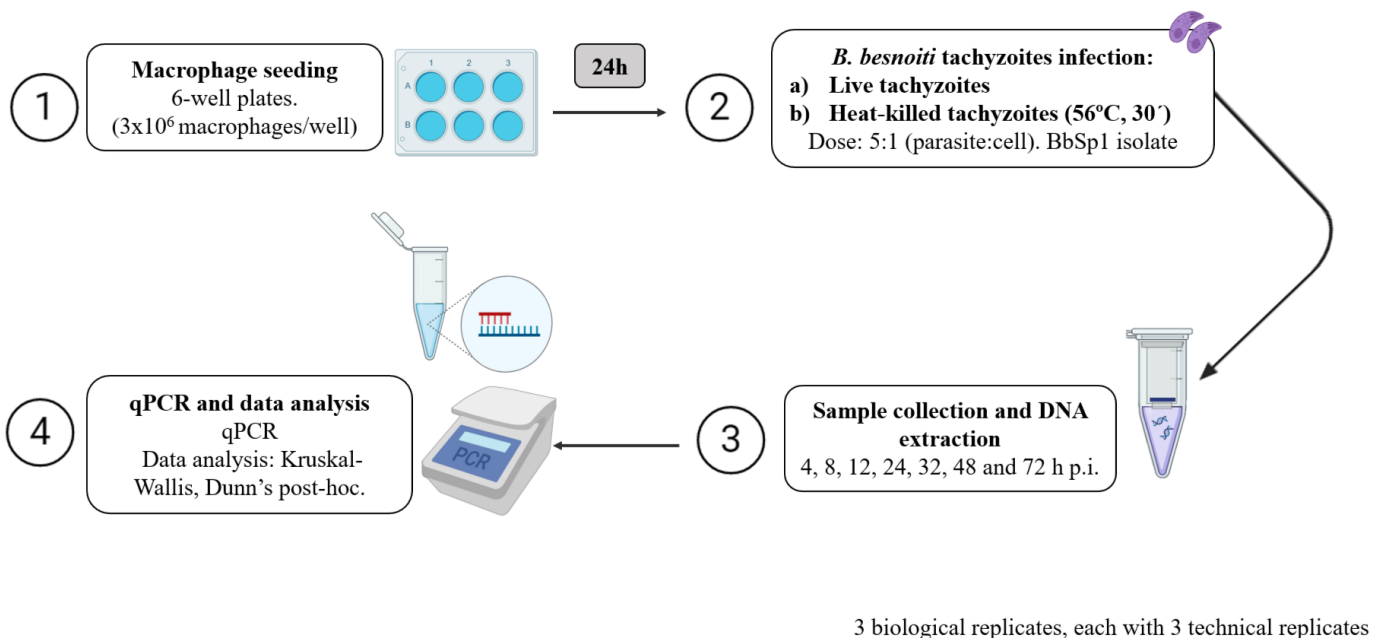 1
Macrophage seeding
6-well plates.
(3x10⁶ macrophages/well)
1 2 3
A
B
24h
2
B. besnoiti tachyzoites infection:
a) Live tachyzoites
b) Heat-killed tachyzoites (56ºC, 30´)
Dose: 5:1 (parasite:cell). BbSp1 isolate
3
Sample collection and DNA
extraction
4, 8, 12, 24, 32, 48 and 72 h p.i.
4
qPCR and data analysis
qPCR
Data analysis: Kruskal-
Wallis, Dunn’s post-hoc.
PCR
3 biological replicates, each with 3 technical replicates